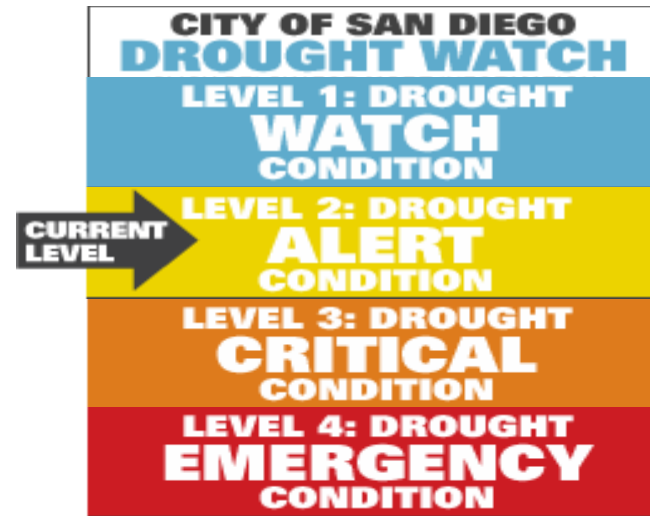 CITY OF SAN DIEGO
DROUGHT WATCH
LEVEL 1: DROUGHT
WATCH
CONDITION
CURRENT
LEVEL
LEVEL 2: DROUGHT
ALERT
CONDITION
LEVEL 3: DROUGHT
CRITICAL
CONDITION
LEVEL 4: DROUGHT
EMERGENCY
CONDITION